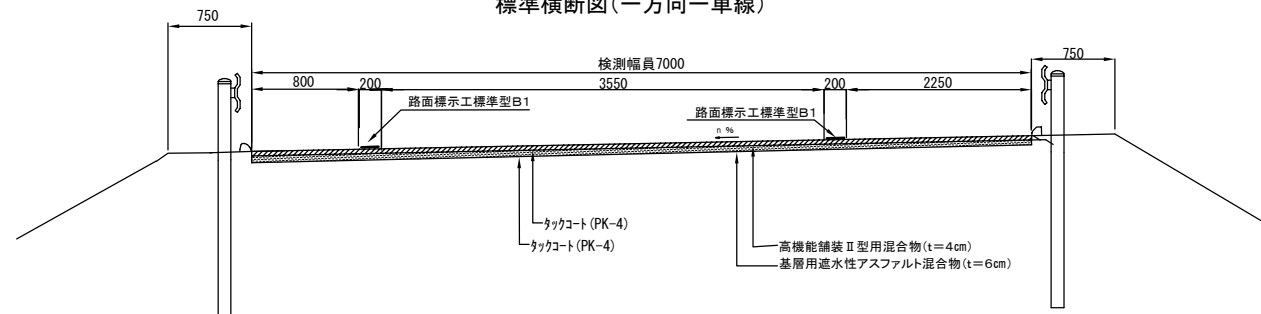 標準横断図(一方向一車線)
750
検測幅員7000
750
800
200
3550
200
2250
路面標示工標準型B1
路面標示工標準型B1
n %
タックコート(PK-4)
タックコート(PK-4)
高機能舗装Ⅱ型用混合物(t=4㎝)
基層用遮水性アスファルト混合物(t=6㎝)